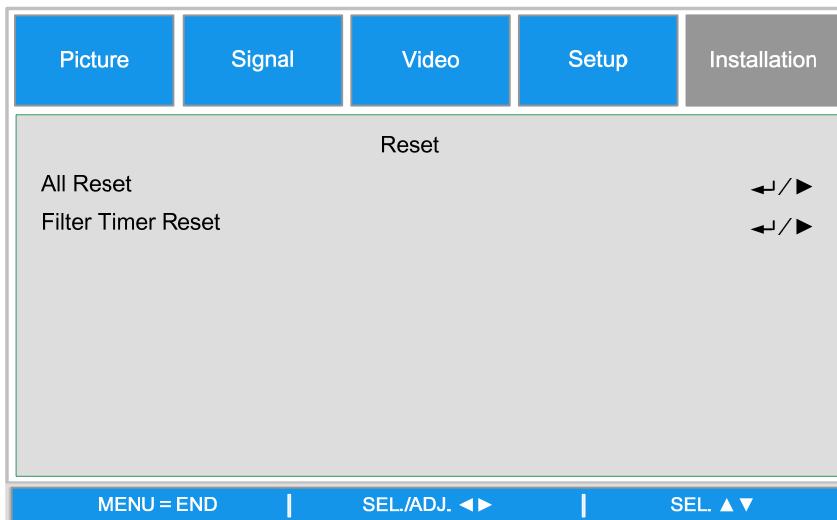 Picture Signal Video Setup Installation
Reset
All Reset ↵/►
Filter Timer Reset ↵/►
MENU = END | SEL./ADJ. ◄► | SEL. ▲▼